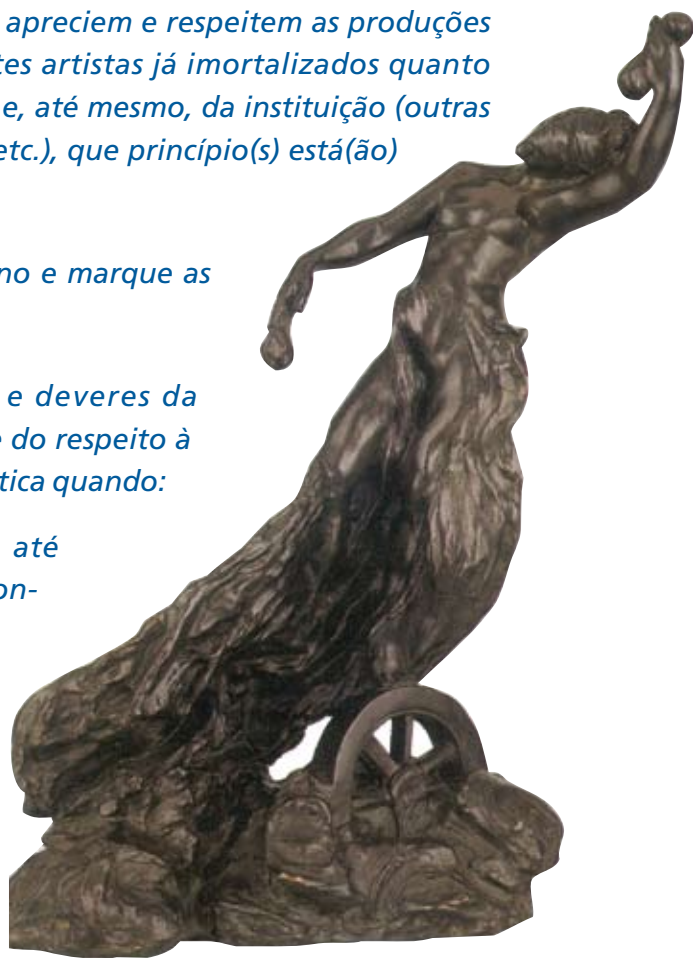 apreciem e respeitem as produções
tes artistas já imortalizados quanto
e, até mesmo, da instituição (outras
etc.), que princípio(s) está(ão)
no e marque as
e deveres da
e do respeito à
tica quando:
até
on-